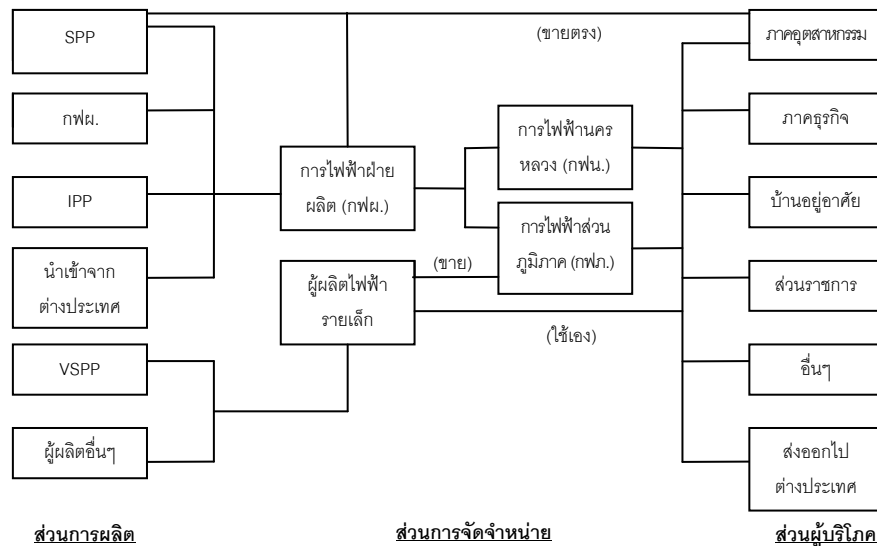 SPP
กฟผ.
IPP
นำเข้าจาก
ต่างประเทศ
VSPP
ผู้ผลิตอื่นๆ
ส่วนการผลิต
การไฟฟ้าฝ่าย
ผลิต (กฟผ.)
ผู้ผลิตไฟฟ้า
รายเล็ก
(ขายตรง)
การไฟฟ้านคร
หลวง (กฟน.)
การไฟฟ้าส่วน
ภูมิภาค (กฟภ.)
(ขาย)
(ใช้เอง)
ส่วนการจัดจำหน่าย
ภาคอุตสาหกรรม
ภาคธุรกิจ
บ้านอยู่อาศัย
ส่วนราชการ
อื่นๆ
ส่งออกไป
ต่างประเทศ
ส่วนผู้บริโภค